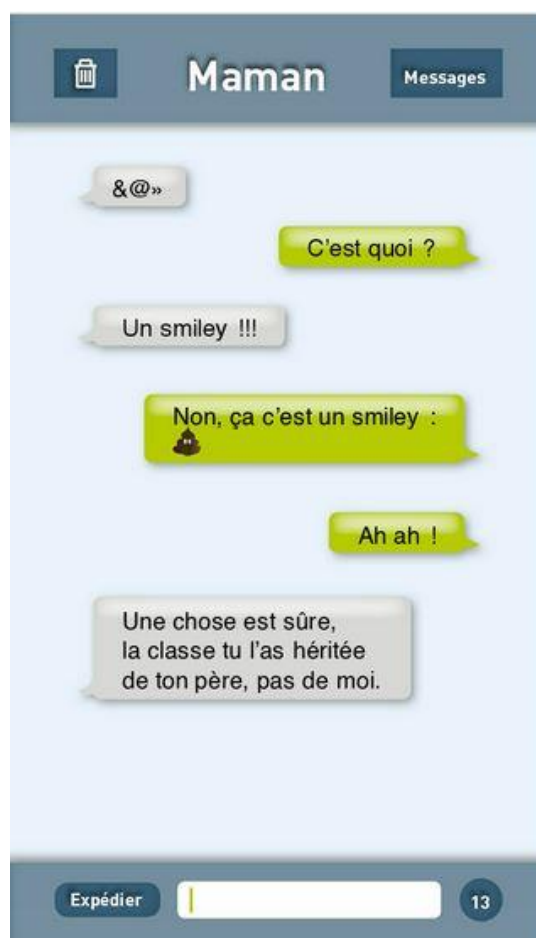 Maman
Messages
&@»
C'est quoi ?
Un smiley !!!
Non, ça c'est un smiley :
💩
Ah ah !
Une chose est sûre,
la classe tu l'as héritée
de ton père, pas de moi.
Expédier
13